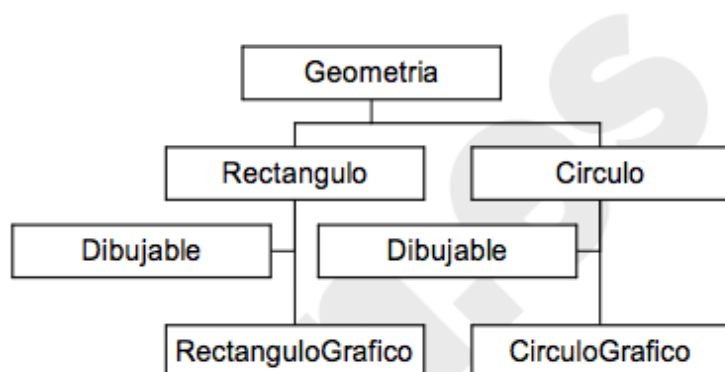 Geometria
Rectangulo
Circulo
Dibujable
Dibujable
RectanguloGrafico
CirculoGrafico